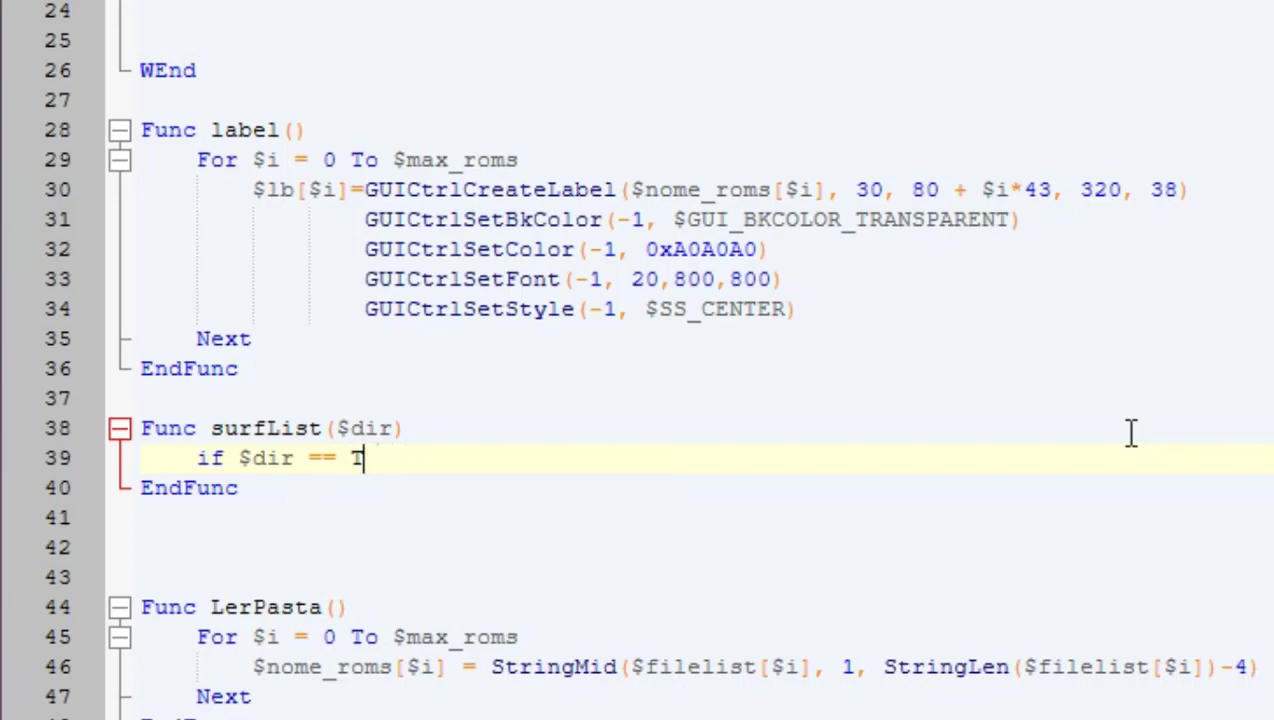 24
25
26 WEnd
27
28 Func label()
29 For $i = 0 To $max_roms
30 $lb[$i]=GUICtrlCreateLabel($nome_roms[$i], 30, 80 + $i*43, 320, 38)
31 GUICtrlSetBkColor(-1, $GUI_BKCOLOR_TRANSPARENT)
32 GUICtrlSetColor(-1, 0xA0A0A0)
33 GUICtrlSetFont(-1, 20,800,800)
34 GUICtrlSetStyle(-1, $SS_CENTER)
35 Next
36 EndFunc
37
38 Func surfList($dir)
39 if $dir == T
40 EndFunc
41
42
43
44 Func LerPasta()
45 For $i = 0 To $max_roms
46 $nome_roms[$i] = StringMid($filelist[$i], 1, StringLen($filelist[$i])-4)
47 Next